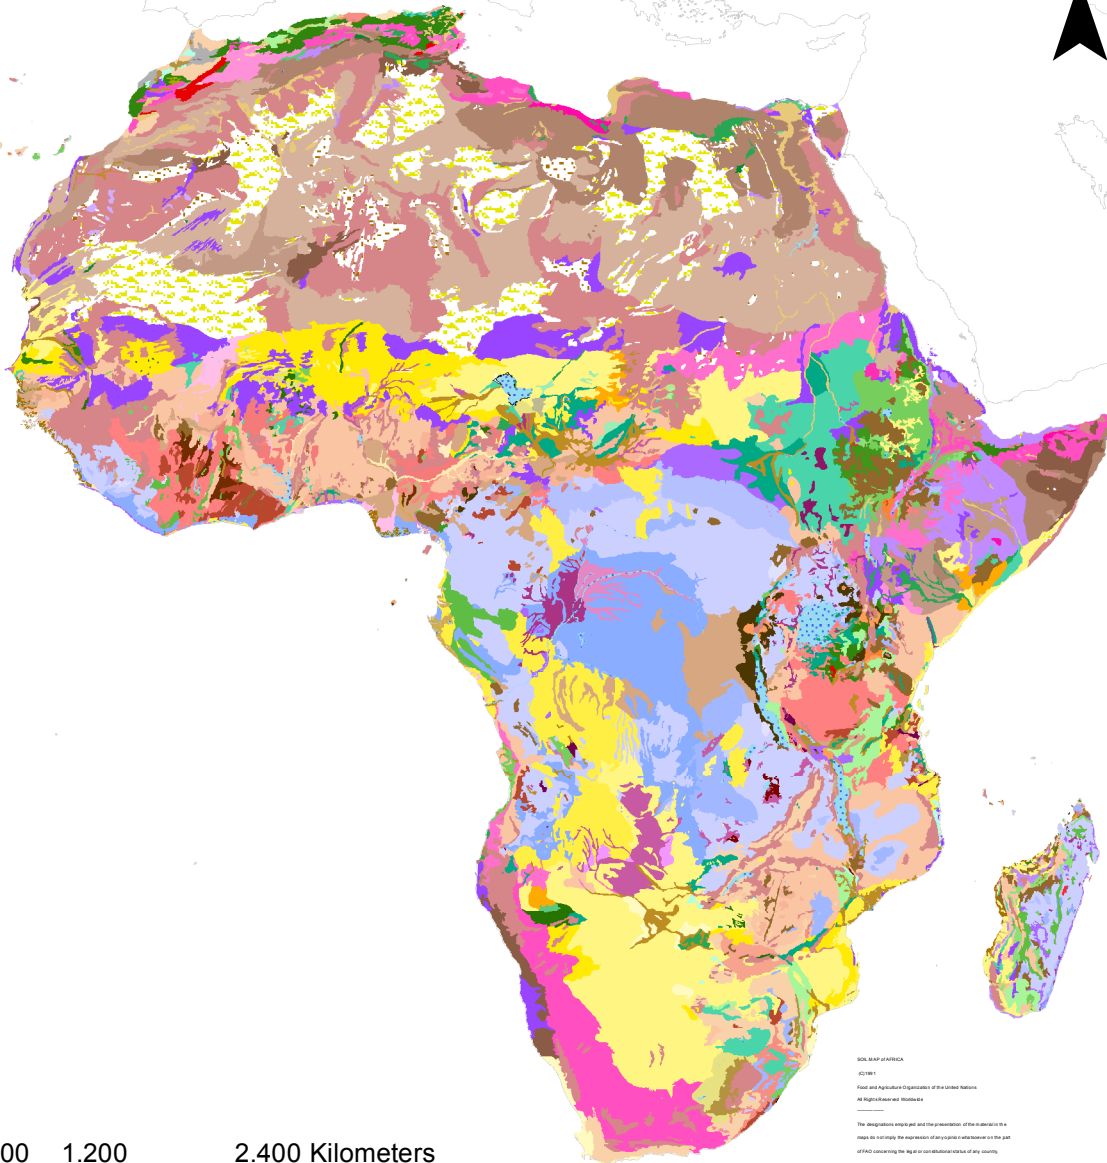 SOIL MAP of AFRICA
(C)1991
Food and Agriculture Organization of the United Nations
All Rights Reserved Worldwide
The designations employed and the presentation of the material in the
maps do not imply the expression of any opinion whatsoever on the part
of FAO concerning the legal or constitutional status of any country,
00 1.200 2.400 Kilometers